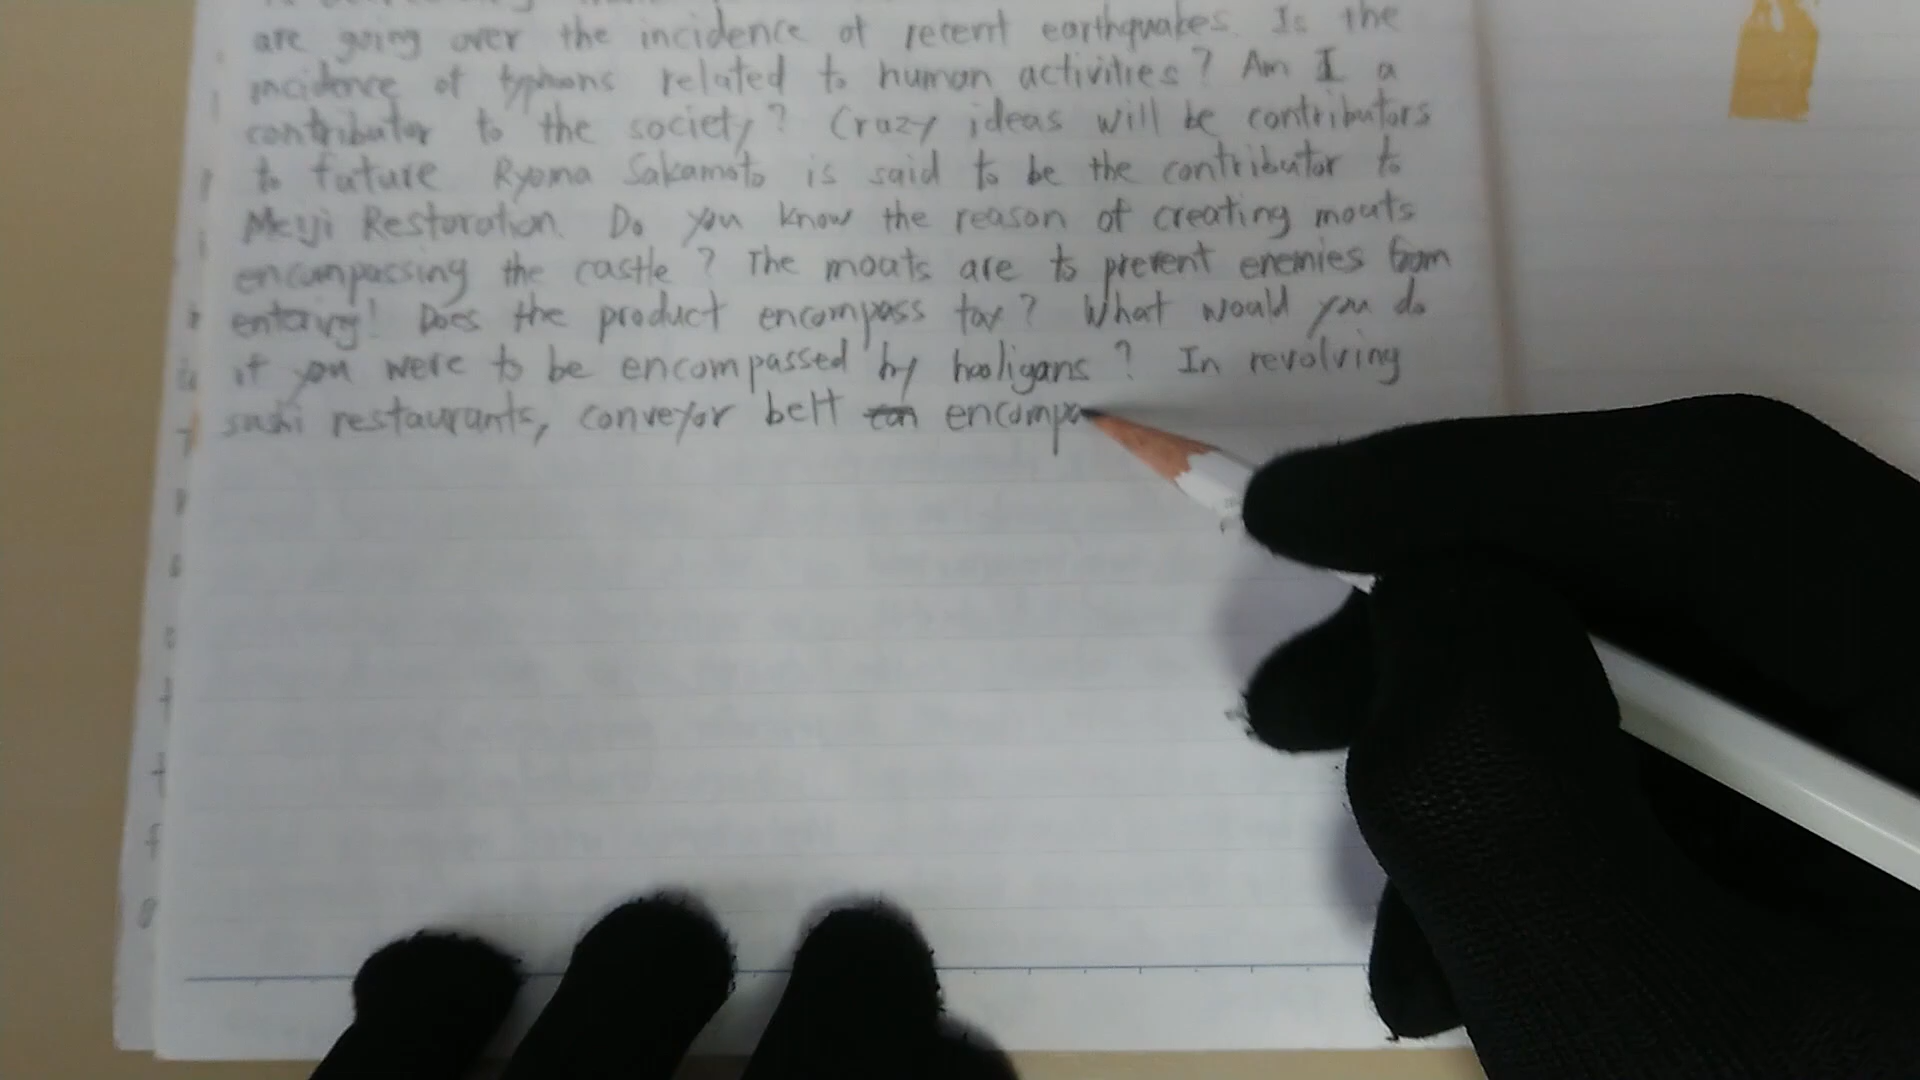 are going over the incidence of recent earthquakes. Is the
incidence of typhoons related to human activities? Am I a
contributor to the society? Crazy ideas will be contributors
to future Ryoma Sakamoto is said to be the contributor to
Meiji Restoration. Do you know the reason of creating moats
encompassing the castle? The moats are to prevent enemies from
entering! Does the product encompass tax? What would you do
if you were to be encompassed by hooligans? In revolving
sushi restaurants, conveyor belt encompa